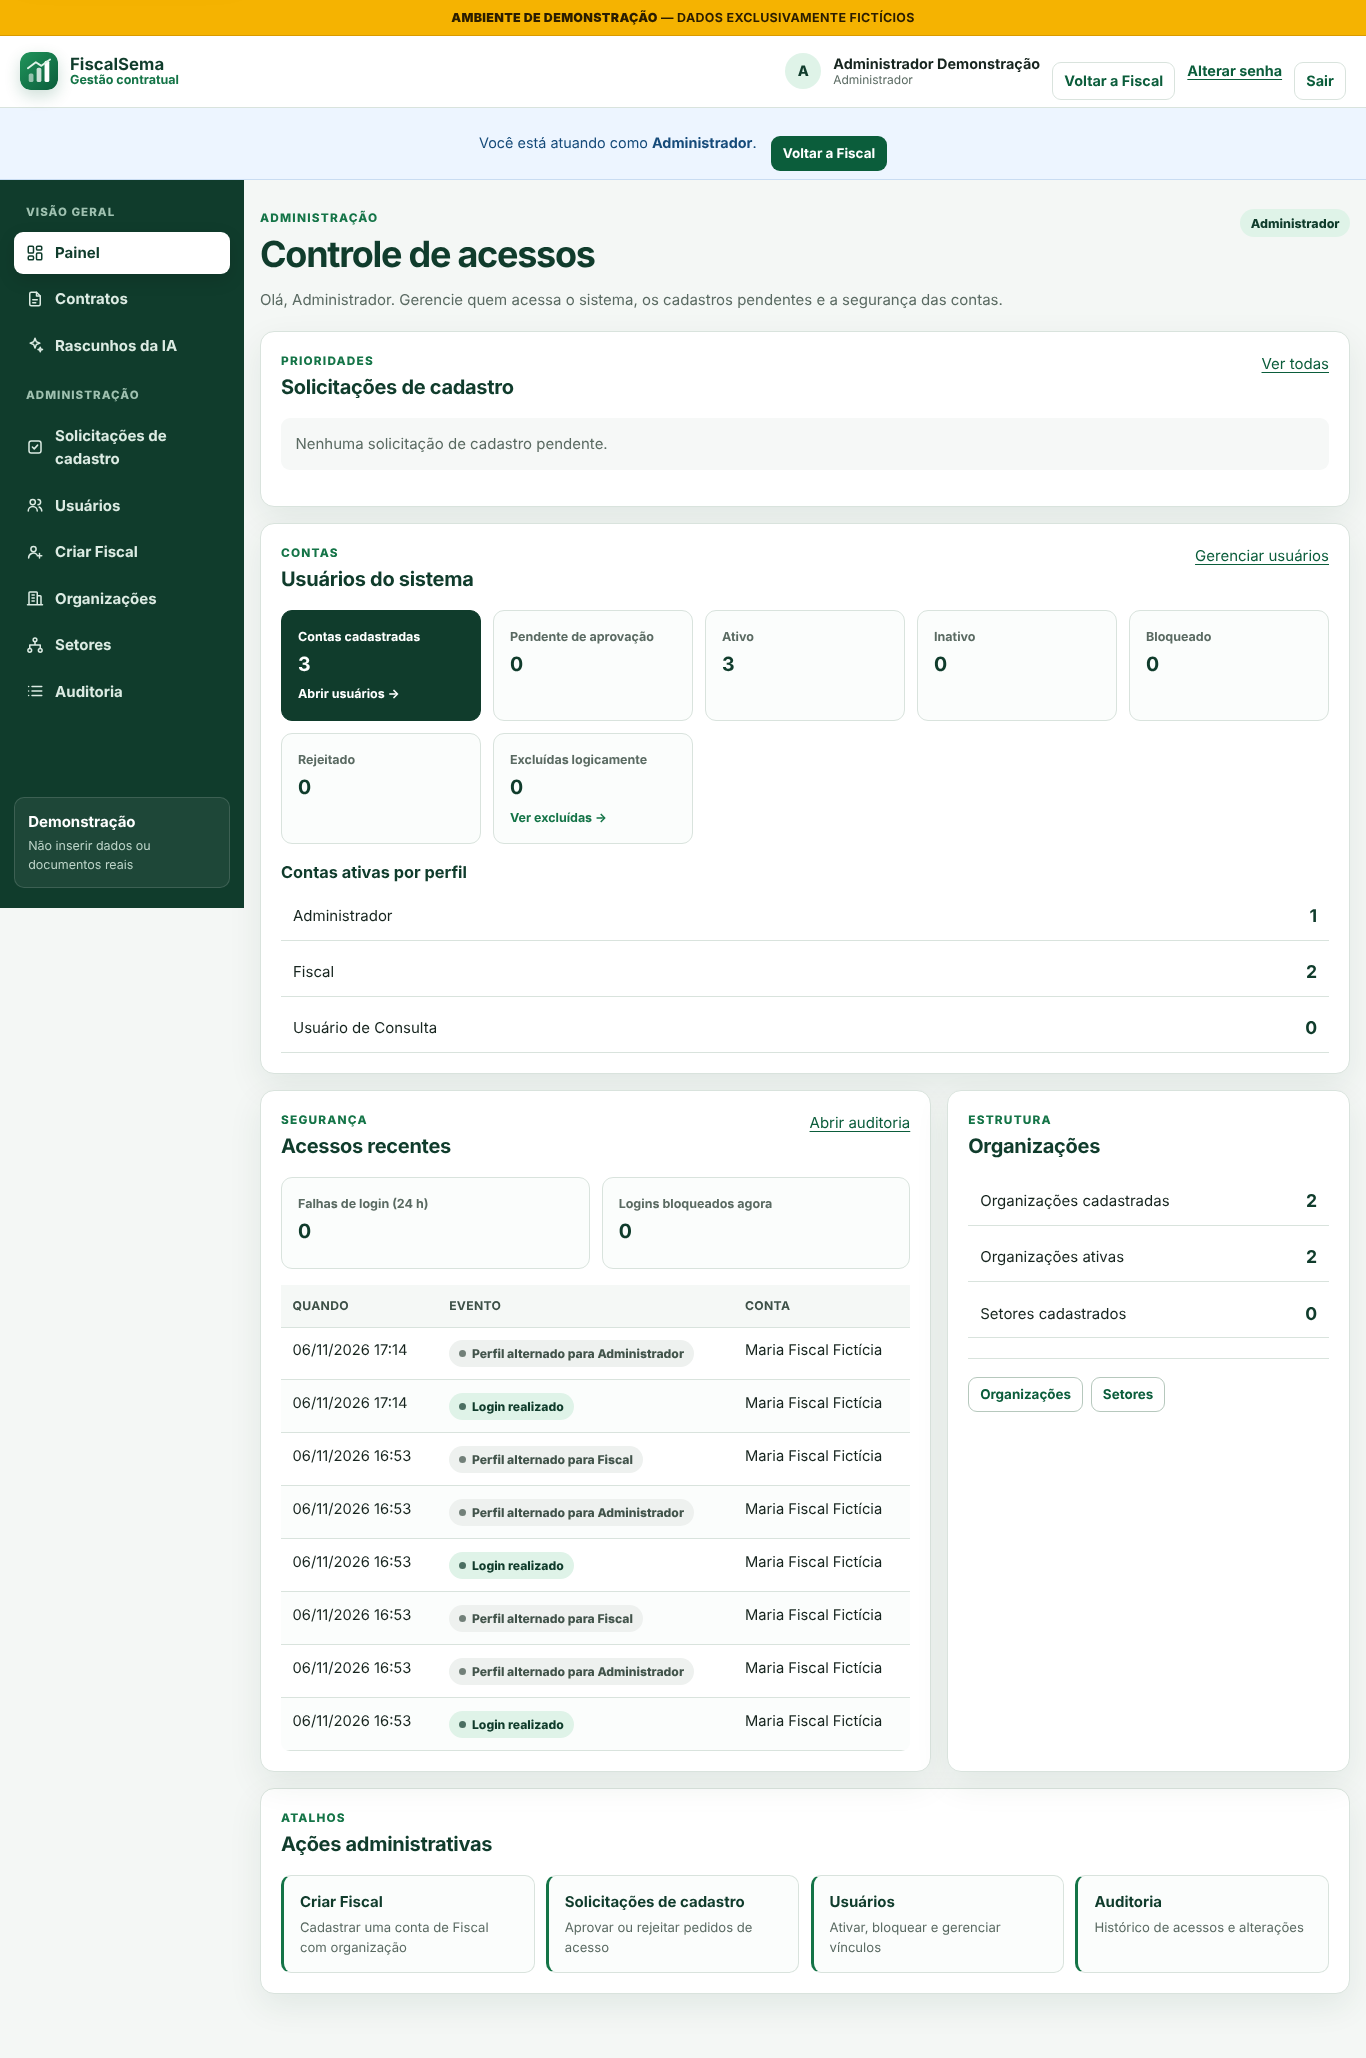 AMBIENTE DE DEMONSTRAÇÃO — DADOS EXCLUSIVAMENTE FICTÍCIOS
FiscalSema
Gestão contratual
A
Administrador Demonstração
Administrador
Voltar a Fiscal
Alterar senha
Sair
Você está atuando como Administrador.
Voltar a Fiscal
VISÃO GERAL
Painel
Contratos
Rascunhos da IA
ADMINISTRAÇÃO
Solicitações de
cadastro
Usuários
Criar Fiscal
Organizações
Setores
Auditoria
Demonstração
Não inserir dados ou
documentos reais
ADMINISTRAÇÃO
Administrador
Controle de acessos
Olá, Administrador. Gerencie quem acessa o sistema, os cadastros pendentes e a segurança das contas.
PRIORIDADES
Ver todas
Solicitações de cadastro
Nenhuma solicitação de cadastro pendente.
CONTAS
Gerenciar usuários
Usuários do sistema
Contas cadastradas
3
Abrir usuários →
Pendente de aprovação
0
Ativo
3
Inativo
0
Bloqueado
0
Rejeitado
0
Excluídas logicamente
0
Ver excluídas →
Contas ativas por perfil
Administrador 1
Fiscal 2
Usuário de Consulta 0
SEGURANÇA
Abrir auditoria
Acessos recentes
Falhas de login (24 h)
0
Logins bloqueados agora
0
QUANDO EVENTO CONTA
06/11/2026 17:14 Perfil alternado para Administrador Maria Fiscal Fictícia
06/11/2026 17:14 Login realizado Maria Fiscal Fictícia
06/11/2026 16:53 Perfil alternado para Fiscal Maria Fiscal Fictícia
06/11/2026 16:53 Perfil alternado para Administrador Maria Fiscal Fictícia
06/11/2026 16:53 Login realizado Maria Fiscal Fictícia
06/11/2026 16:53 Perfil alternado para Fiscal Maria Fiscal Fictícia
06/11/2026 16:53 Perfil alternado para Administrador Maria Fiscal Fictícia
06/11/2026 16:53 Login realizado Maria Fiscal Fictícia
ESTRUTURA
Organizações
Organizações cadastradas 2
Organizações ativas 2
Setores cadastrados 0
Organizações
Setores
ATALHOS
Ações administrativas
Criar Fiscal
Cadastrar uma conta de Fiscal
com organização
Solicitações de cadastro
Aprovar ou rejeitar pedidos de
acesso
Usuários
Ativar, bloquear e gerenciar
vínculos
Auditoria
Histórico de acessos e alterações